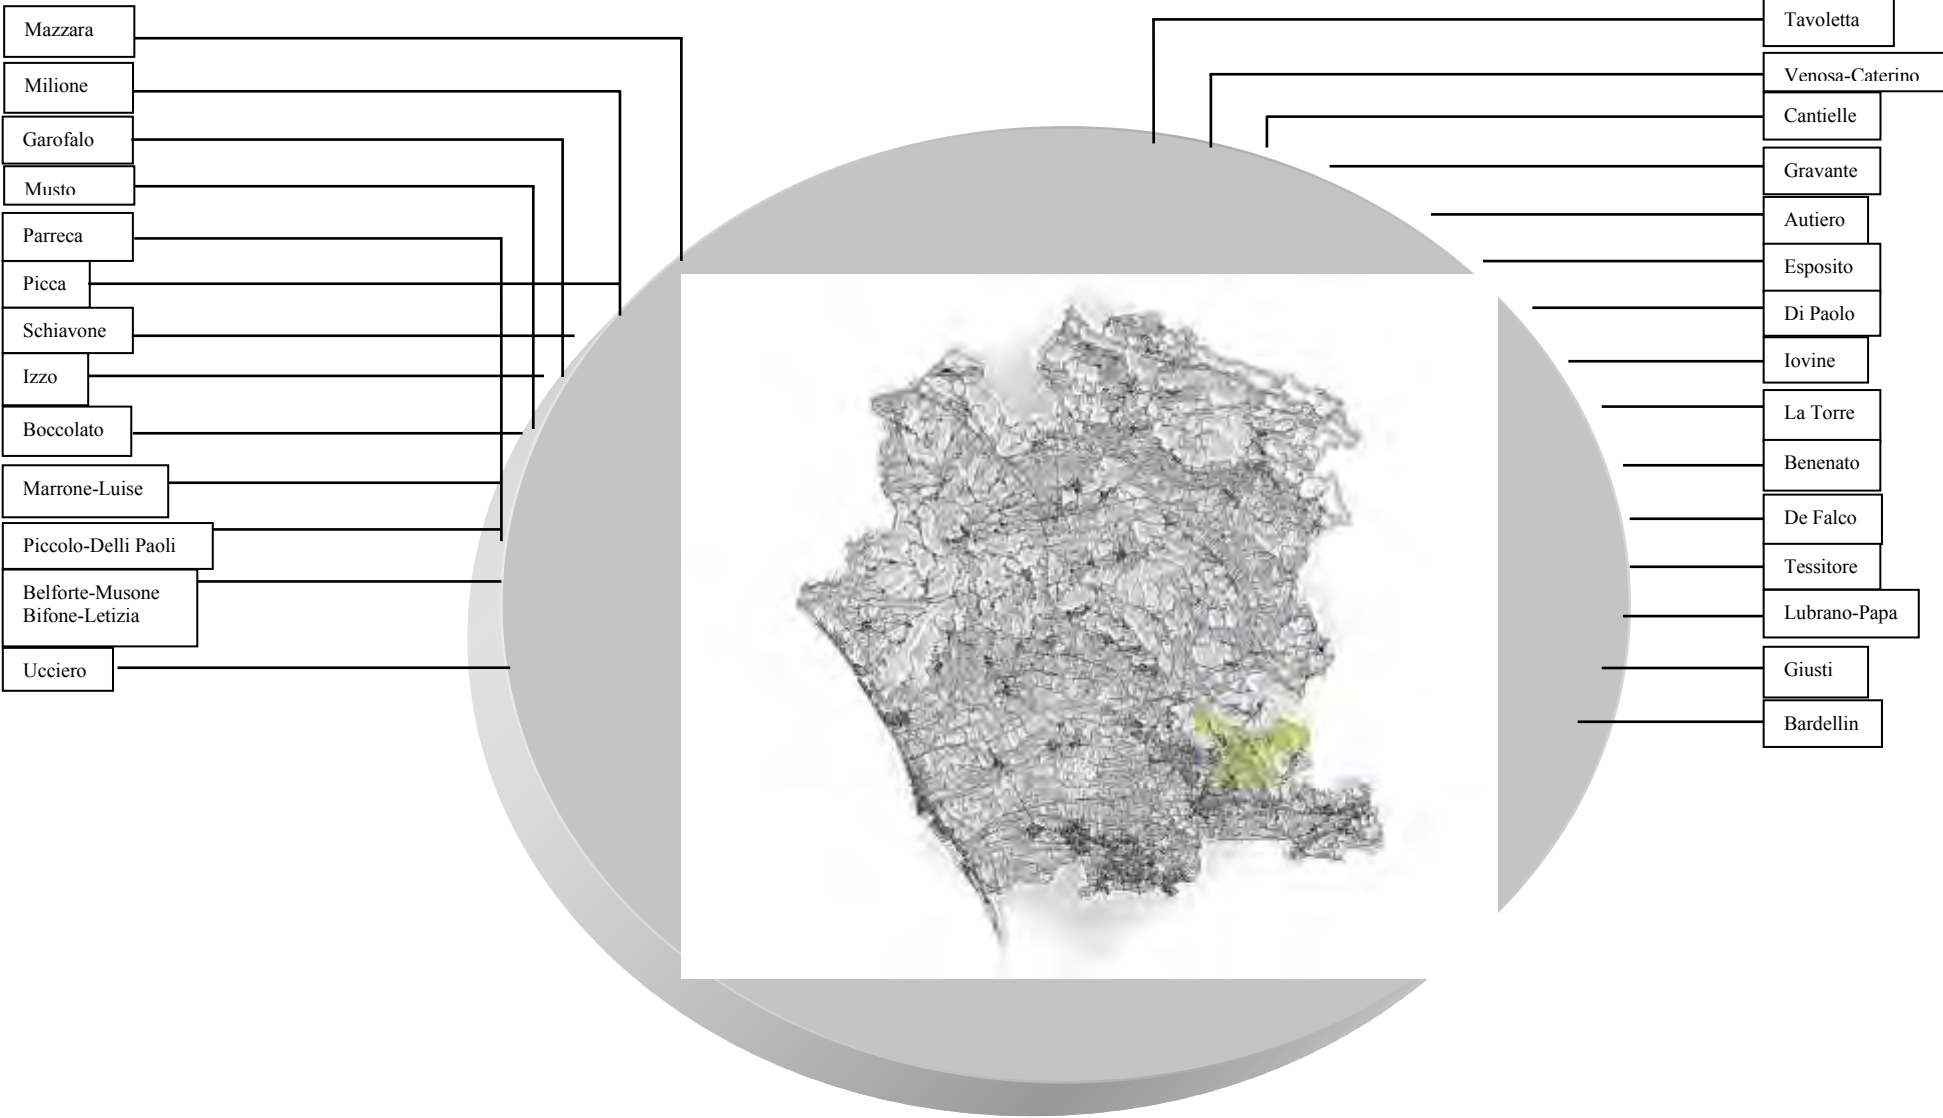 Mazzara
Milione
Garofalo
Musto
Parreca
Picca
Schiavone
Izzo
Boccolato
Marrone-Luise
Piccolo-Delli Paoli
Belforte-Musone
Bifone-Letizia
Ucciero
Tavoletta
Venosa-Caterino
Cantielle
Gravante
Autiero
Esposito
Di Paolo
Iovine
La Torre
Benenato
De Falco
Tessitore
Lubrano-Papa
Giusti
Bardellin